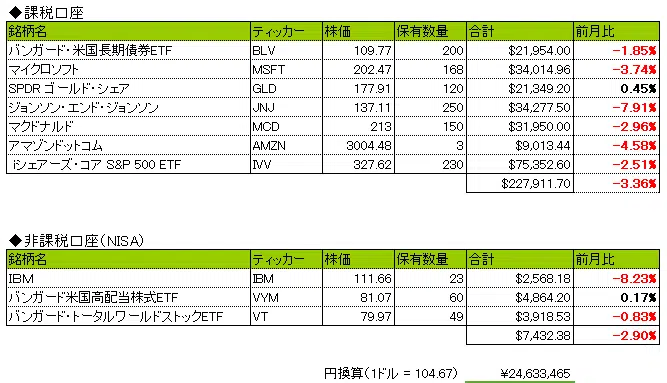 ◆課税口座
銘柄名 ティッカー 株価 保有数量 合計 前月比
バンガード・米国長期債券ETF BLV 109.77 200 $21,954.00 -1.85%
マイクロソフト MSFT 202.47 168 $34,014.96 -3.74%
SPDR ゴールド・シェア GLD 177.91 120 $21,349.20 0.45%
ジョンソン・エンド・ジョンソン JNJ 137.11 250 $34,277.50 -7.91%
マクドナルド MCD 213 150 $31,950.00 -2.96%
アマゾンドットコム AMZN 3004.48 3 $9,013.44 -4.58%
iシェアーズ・コア S&P 500 ETF IVV 327.62 230 $75,352.60 -2.51%
$227,911.70 -3.36%
◆非課税口座(NISA)
銘柄名 ティッカー 株価 保有数量 合計 前月比
IBM IBM 111.66 23 $2,568.18 -8.23%
バンガード米国高配当株式ETF VYM 81.07 60 $4,864.20 0.17%
バンガード・トータルワールドストックETF VT 79.97 49 $3,918.53 -0.83%
$7,432.38 -2.90%
円換算(1ドル = 104.67) ¥24,633,465